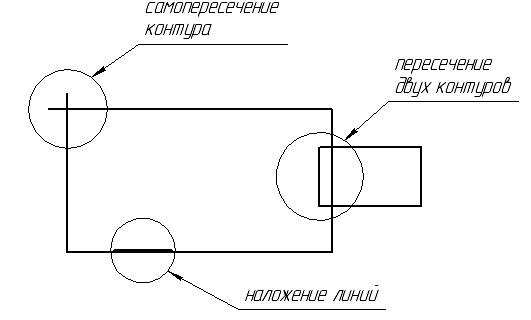 самопересечение
контура
пересечение
двух контуров
наложение линий